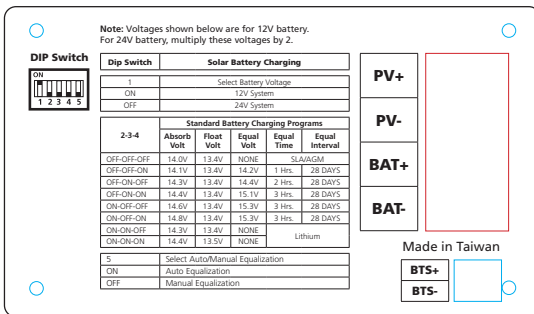 Note: Voltages shown below are for 12V battery.
For 24V battery, multiply these voltages by 2.
DIP Switch
ON
1 2 3 4 5
Dip Switch Solar Battery Charging
1 Select Battery Voltage
ON 12V System
OFF 24V System
2-3-4 Standard Battery Charging Programs
Absorb Volt Float Volt Equal Volt Equal Time Equal Interval
OFF-OFF-OFF 14.0V 13.4V NONE SLA/AGM
OFF-OFF-ON 14.1V 13.4V 14.2V 1 Hrs. 28 DAYS
OFF-ON-OFF 14.3V 13.4V 14.4V 2 Hrs. 28 DAYS
OFF-ON-ON 14.4V 13.4V 15.1V 3 Hrs. 28 DAYS
ON-OFF-OFF 14.6V 13.4V 15.3V 3 Hrs. 28 DAYS
ON-OFF-ON 14.8V 13.4V 15.3V 3 Hrs. 28 DAYS
ON-ON-OFF 14.3V 13.4V NONE Lithium
ON-ON-ON 14.4V 13.5V NONE
5 Select Auto/Manual Equalization
ON Auto Equalization
OFF Manual Equalization
PV+
PV-
BAT+
BAT-
Made in Taiwan
BTS+
BTS-